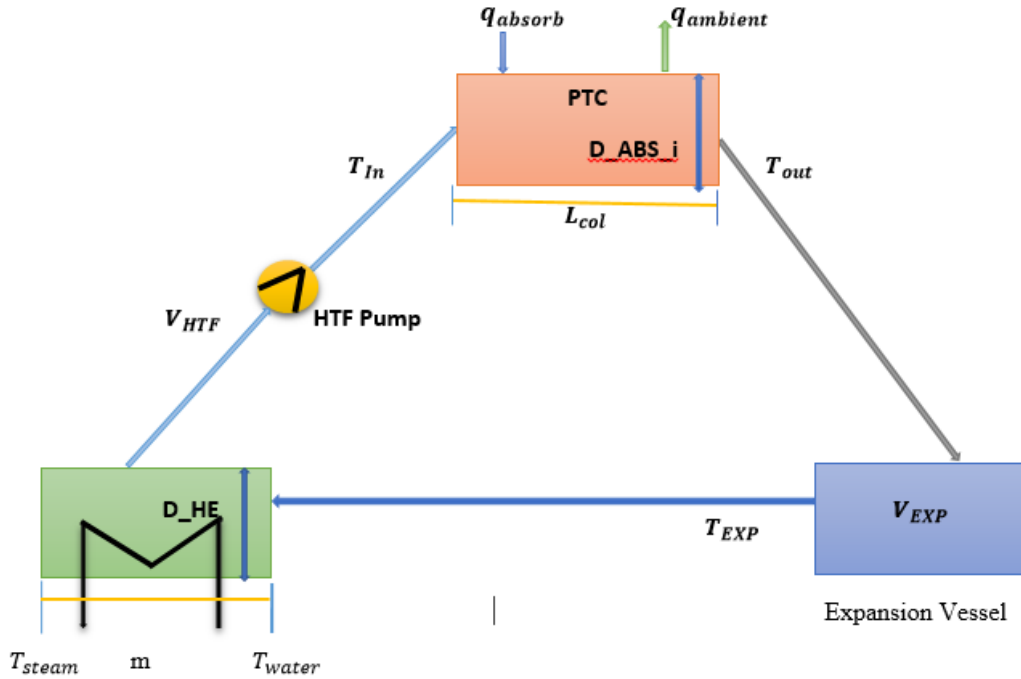 q_absorb
q_ambient
PTC
D_ABS_i
T_In
T_out
L_col
V_HTF
HTF Pump
D_HE
V_EXP
T_EXP
Expansion Vessel
T_steam m T_water